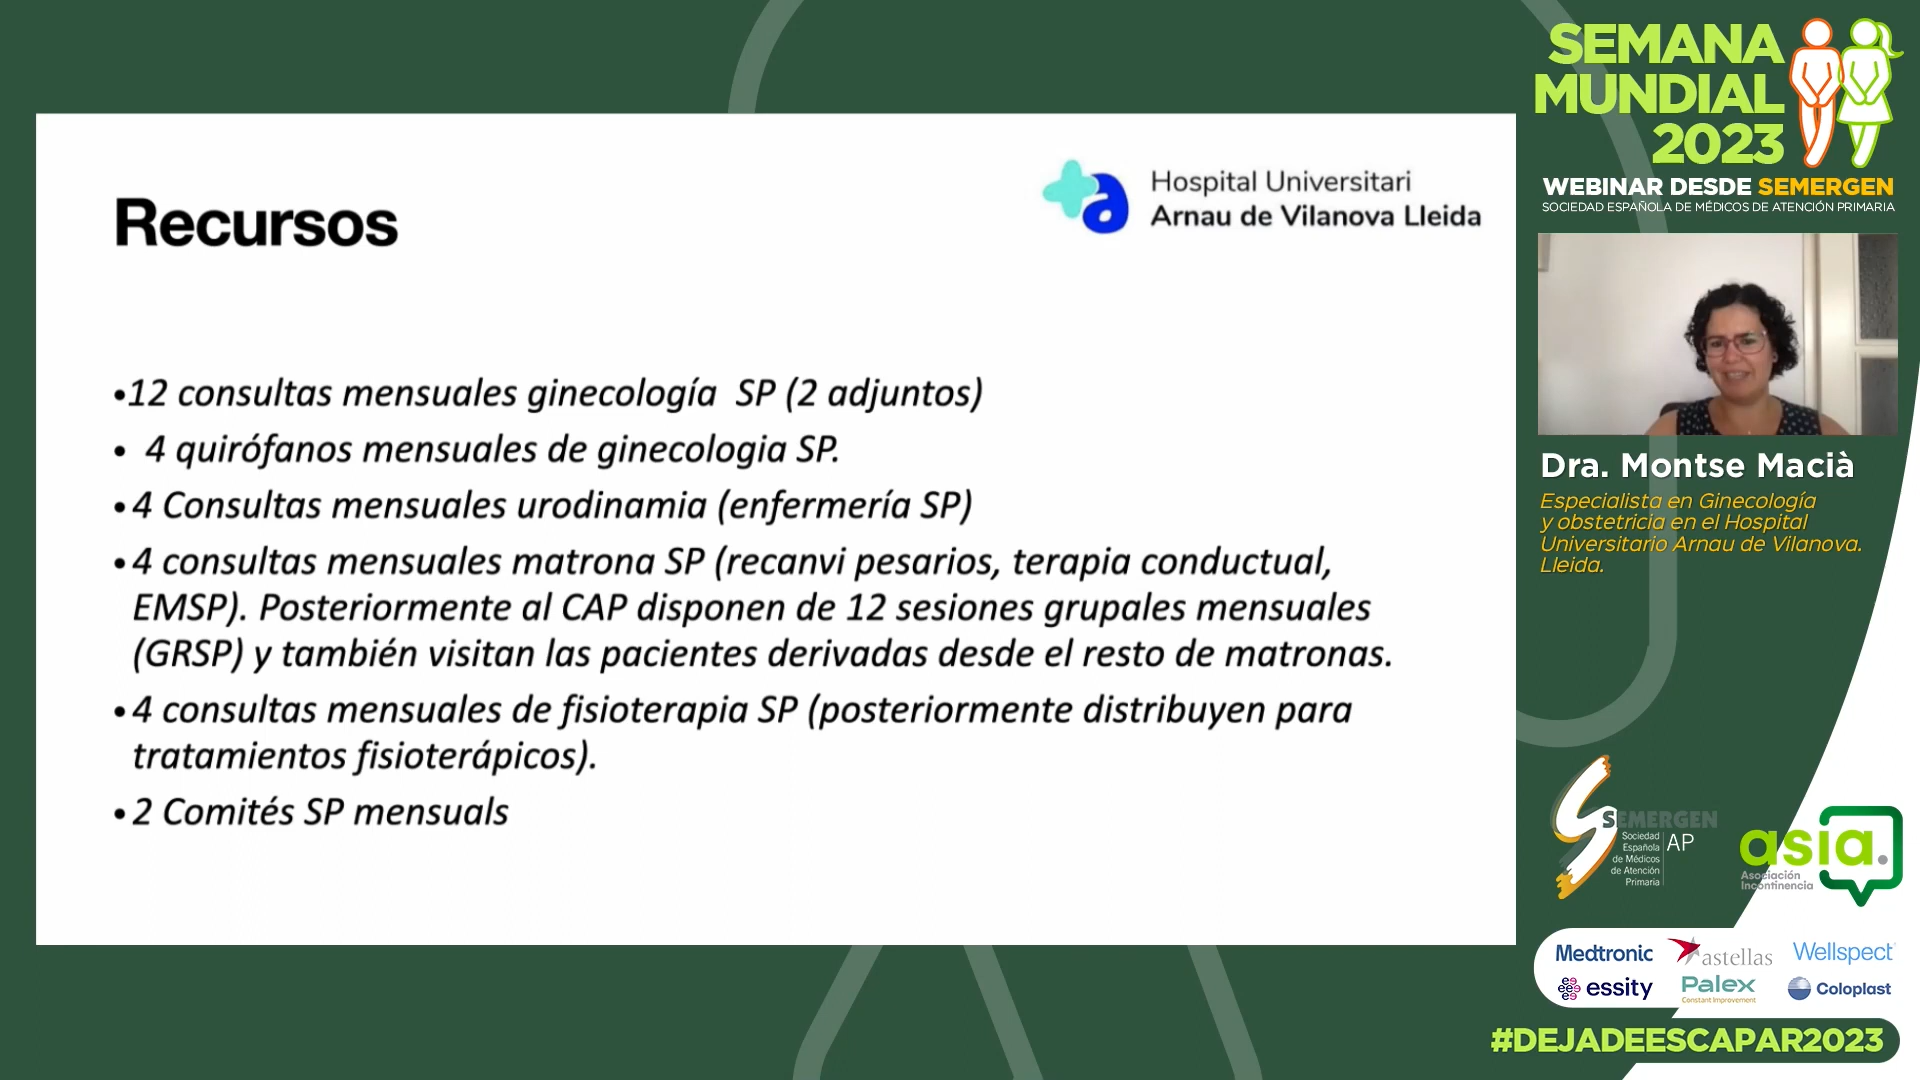 Recursos
Hospital Universitari
Arnau de Vilanova Lleida
•12 consultas mensuales ginecología  SP (2 adjuntos)
•  4 quirófanos mensuales de ginecologia SP.
•4 Consultas mensuales urodinamia (enfermería SP)
•4 consultas mensuales matrona SP (recanvi pesarios, terapia conductual,
EMSP). Posteriormente al CAP disponen de 12 sesiones grupales mensuales
(GRSP) y también visitan las pacientes derivadas desde el resto de matronas.
•4 consultas mensuales de fisioterapia SP (posteriormente distribuyen para
tratamientos fisioterápicos).
•2 Comités SP mensuals
SEMANA
MUNDIAL
2023
WEBINAR DESDE SEMERGEN
SOCIEDAD ESPAÑOLA DE MÉDICOS DE ATENCIÓN PRIMARIA
Dra. Montse Macià
Especialista en Ginecología
y obstetricia en el Hospital
Universitario Arnau de Vilanova.
Lleida.
SEMERGEN
Sociedad
Española
de Médicos
de Atención
Primaria
AP
asia.
Asociación
Incontinencia
Medtronic
astellas
Wellspect
essity
Palex
Constant Improvement
Coloplast
#DEJADEESCAPAR2023